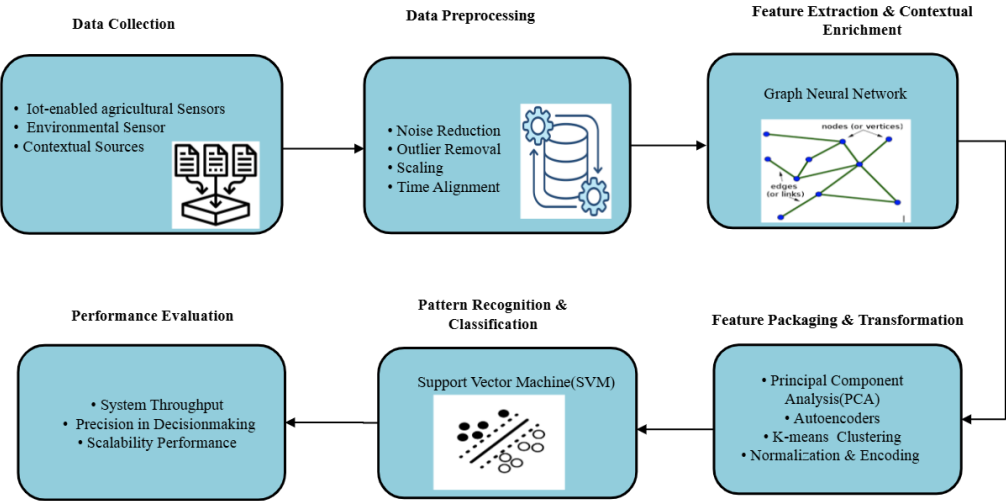 Data Collection
Data Preprocessing
Feature Extraction & Contextual
Enrichment
• Iot-enabled agricultural Sensors
• Environmental Sensor
• Contextual Sources
• Noise Reduction
• Outlier Removal
• Scaling
• Time Alignment
Graph Neural Network
nodes (or vertices)
edges
(or links)
Performance Evaluation
Pattern Recognition &
Classification
Feature Packaging & Transformation
• System Throughput
• Precision in Decisionmaking
• Scalability Performance
Support Vector Machine(SVM)
• Principal Component
Analysis(PCA)
• Autoencoders
• K-means Clustering
• Normalization & Encoding